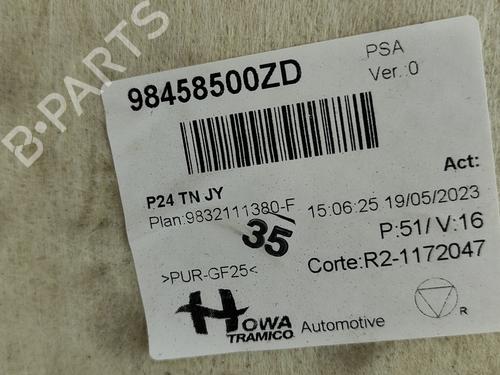 B-PARTS
PSA
98458500ZD
Ver.:0
P24 TN JY
Act:
Plan:9832111380-F
15:06:25 19/05/2023
35
P:51/ V:16
>PUR-GF25<
Corte:R2-1172047
HOWA
TRAMICO
Automotive
R